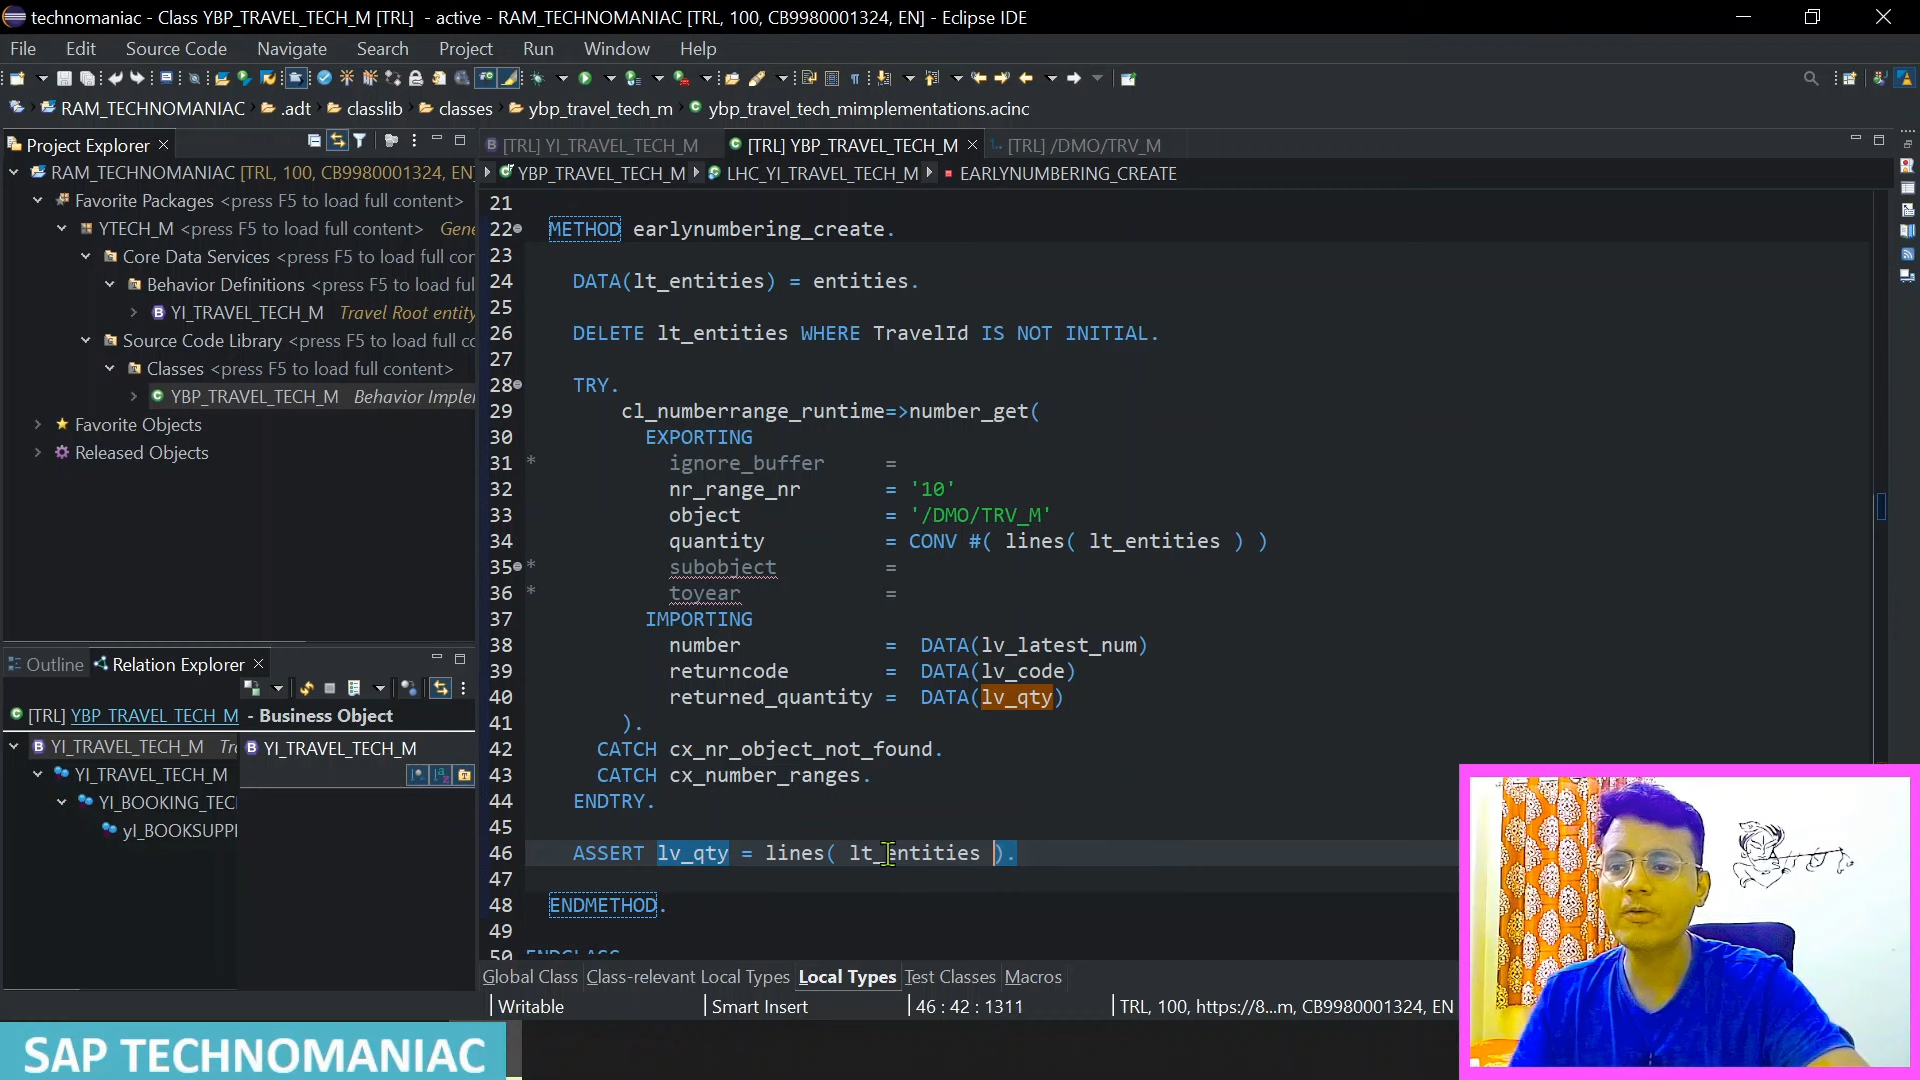 technomaniac - Class YBP_TRAVEL_TECH_M [TRL] - active - RAM_TECHNOMANIAC [TRL, 100, CB9980001324, EN] - Eclipse IDE
File Edit Source Code Navigate Search Project Run Window Help
RAM_TECHNOMANIAC .adt classlib classes ybp_travel_tech_m ybp_travel_tech_mimplementations.acinc
Project Explorer
RAM_TECHNOMANIAC [TRL, 100, CB9980001324, EN]
Favorite Packages <press F5 to load full content>
YTECH_M <press F5 to load full content> Gene
Core Data Services <press F5 to load full con
Behavior Definitions <press F5 to load full
YI_TRAVEL_TECH_M Travel Root entity
Source Code Library <press F5 to load full co
Classes <press F5 to load full content>
YBP_TRAVEL_TECH_M Behavior Imple
Favorite Objects
Released Objects
Outline Relation Explorer
[TRL] YBP_TRAVEL_TECH_M - Business Object
YI_TRAVEL_TECH_M Tra
YI_TRAVEL_TECH_M
YI_TRAVEL_TECH_M
YI_BOOKING_TEC
yI_BOOKSUPPI
[TRL] YI_TRAVEL_TECH_M [TRL] YBP_TRAVEL_TECH_M [TRL] /DMO/TRV_M
YBP_TRAVEL_TECH_M LHC_YI_TRAVEL_TECH_M EARLYNUMBERING_CREATE
21
22 METHOD earlynumbering_create.
23
24 DATA(lt_entities) = entities.
25
26 DELETE lt_entities WHERE TravelId IS NOT INITIAL.
27
28 TRY.
29 cl_numberrange_runtime=>number_get(
30 EXPORTING
31 * ignore_buffer =
32 nr_range_nr = '10'
33 object = '/DMO/TRV_M'
34 quantity = CONV #( lines( lt_entities ) )
35 * subobject =
36 * toyear =
37 IMPORTING
38 number = DATA(lv_latest_num)
39 returncode = DATA(lv_code)
40 returned_quantity = DATA(lv_qty)
41 ).
42 CATCH cx_nr_object_not_found.
43 CATCH cx_number_ranges.
44 ENDTRY.
45
46 ASSERT lv_qty = lines( lt_entities ).
47
48 ENDMETHOD.
49
50 ENDCLASS
Global Class Class-relevant Local Types Local Types Test Classes Macros
Writable Smart Insert 46 : 42 : 1311 TRL, 100, https://8...m, CB9980001324, EN
SAP TECHNOMANIAC